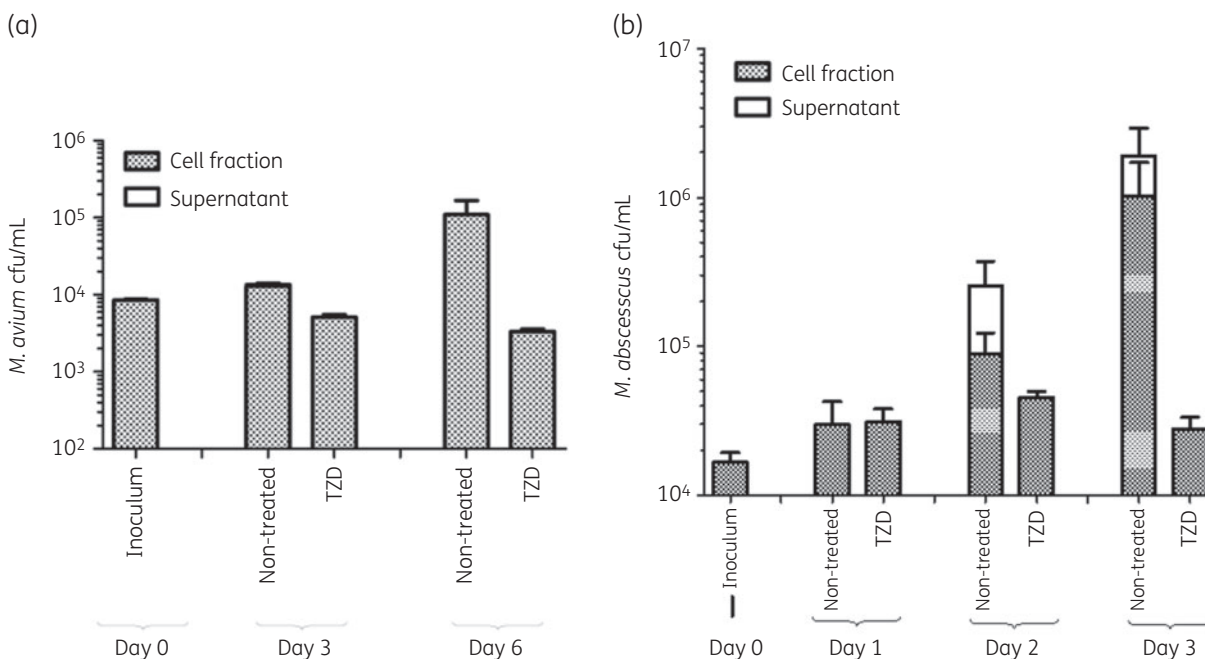 (a)
10⁶
10⁵
10⁴
10³
10²
M. avium cfu/mL
Cell fraction
Supernatant
Inoculum
Non-treated
TZD
Non-treated
TZD
Day 0
Day 3
Day 6
(b)
10⁷
10⁶
10⁵
10⁴
M. abscesscus cfu/mL
Cell fraction
Supernatant
Inoculum
Non-treated
TZD
Non-treated
TZD
Non-treated
TZD
Day 0
Day 1
Day 2
Day 3